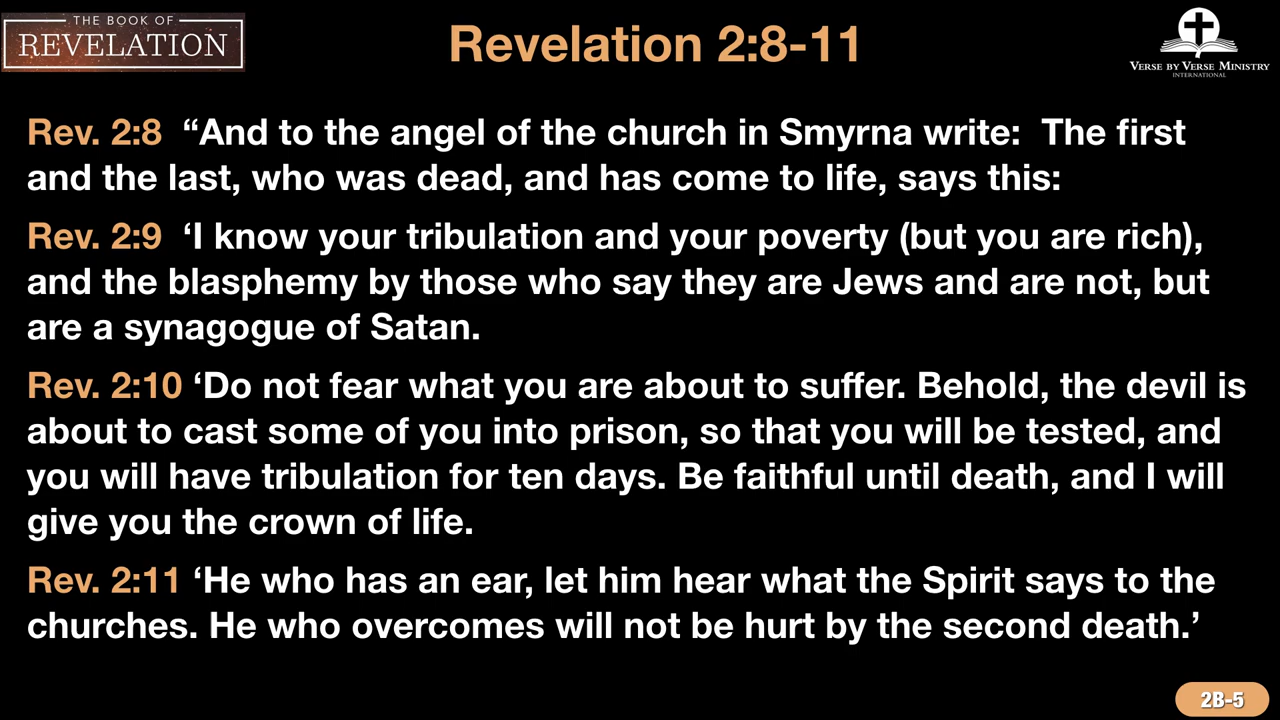 THE BOOK OF
REVELATION
Revelation 2:8-11
VERSE BY VERSE MINISTRY
INTERNATIONAL
Rev. 2:8 “And to the angel of the church in Smyrna write: The first
and the last, who was dead, and has come to life, says this:
Rev. 2:9 ‘I know your tribulation and your poverty (but you are rich),
and the blasphemy by those who say they are Jews and are not, but
are a synagogue of Satan.
Rev. 2:10 ‘Do not fear what you are about to suffer. Behold, the devil is
about to cast some of you into prison, so that you will be tested, and
you will have tribulation for ten days. Be faithful until death, and I will
give you the crown of life.
Rev. 2:11 ‘He who has an ear, let him hear what the Spirit says to the
churches. He who overcomes will not be hurt by the second death.’
2B-5